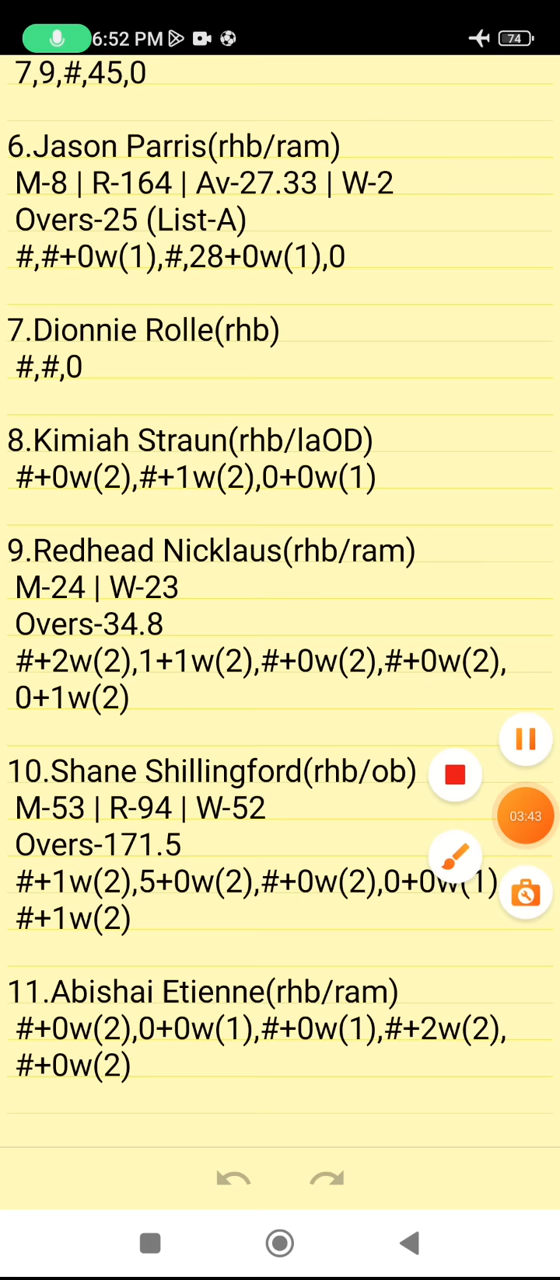 6:52 PM
74
7,9,#,45,0
6.Jason Parris(rhb/ram)
M-8 | R-164 | Av-27.33 | W-2
Overs-25 (List-A)
#,#+0w(1),#,28+0w(1),0
7.Dionnie Rolle(rhb)
#,#,0
8.Kimiah Straun(rhb/laOD)
#+0w(2),#+1w(2),0+0w(1)
9.Redhead Nicklaus(rhb/ram)
M-24 | W-23
Overs-34.8
#+2w(2),1+1w(2),#+0w(2),#+0w(2),
0+1w(2)
10.Shane Shillingford(rhb/ob)
M-53 | R-94 | W-52
Overs-171.5
#+1w(2),5+0w(2),#+0w(2),0+0w(1)
#+1w(2)
03:43
11.Abishai Etienne(rhb/ram)
#+0w(2),0+0w(1),#+0w(1),#+2w(2),
#+0w(2)